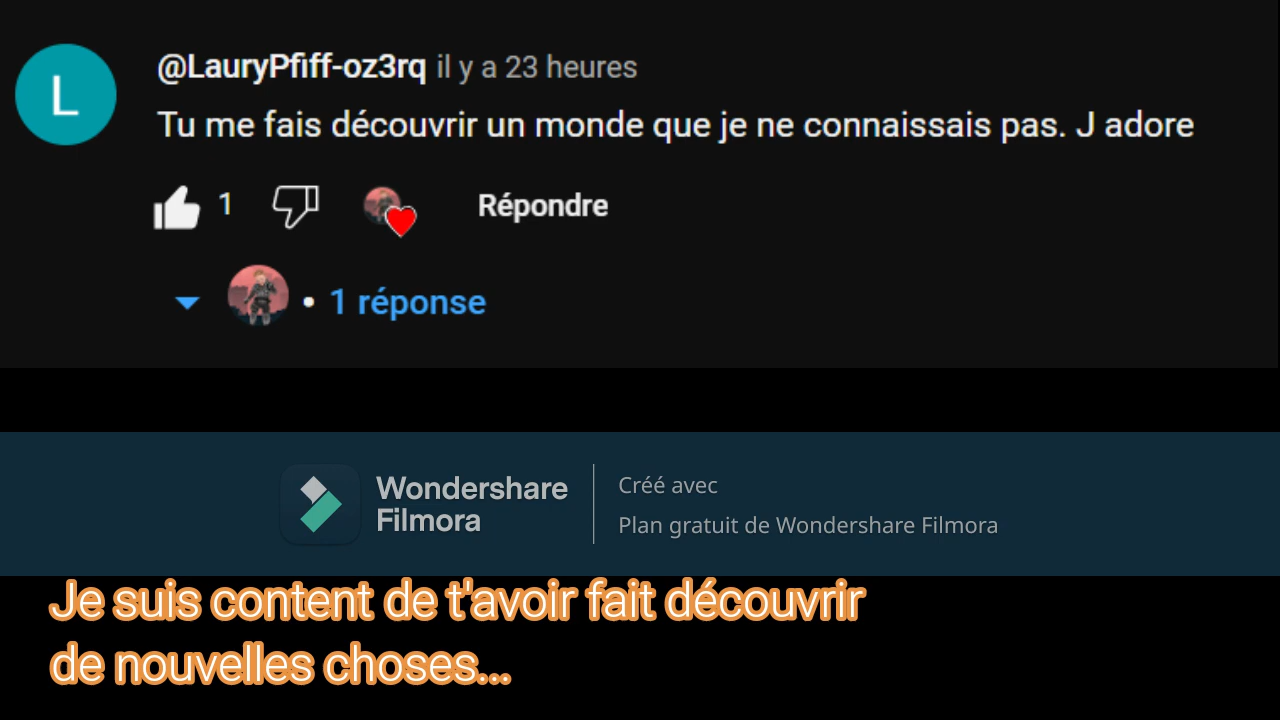 L
@LauryPfiff-oz3rq il y a 23 heures
Tu me fais découvrir un monde que je ne connaissais pas. J adore
1
Répondre
• 1 réponse
Wondershare
Filmora
Créé avec
Plan gratuit de Wondershare Filmora
Je suis content de t'avoir fait découvrir
de nouvelles choses...